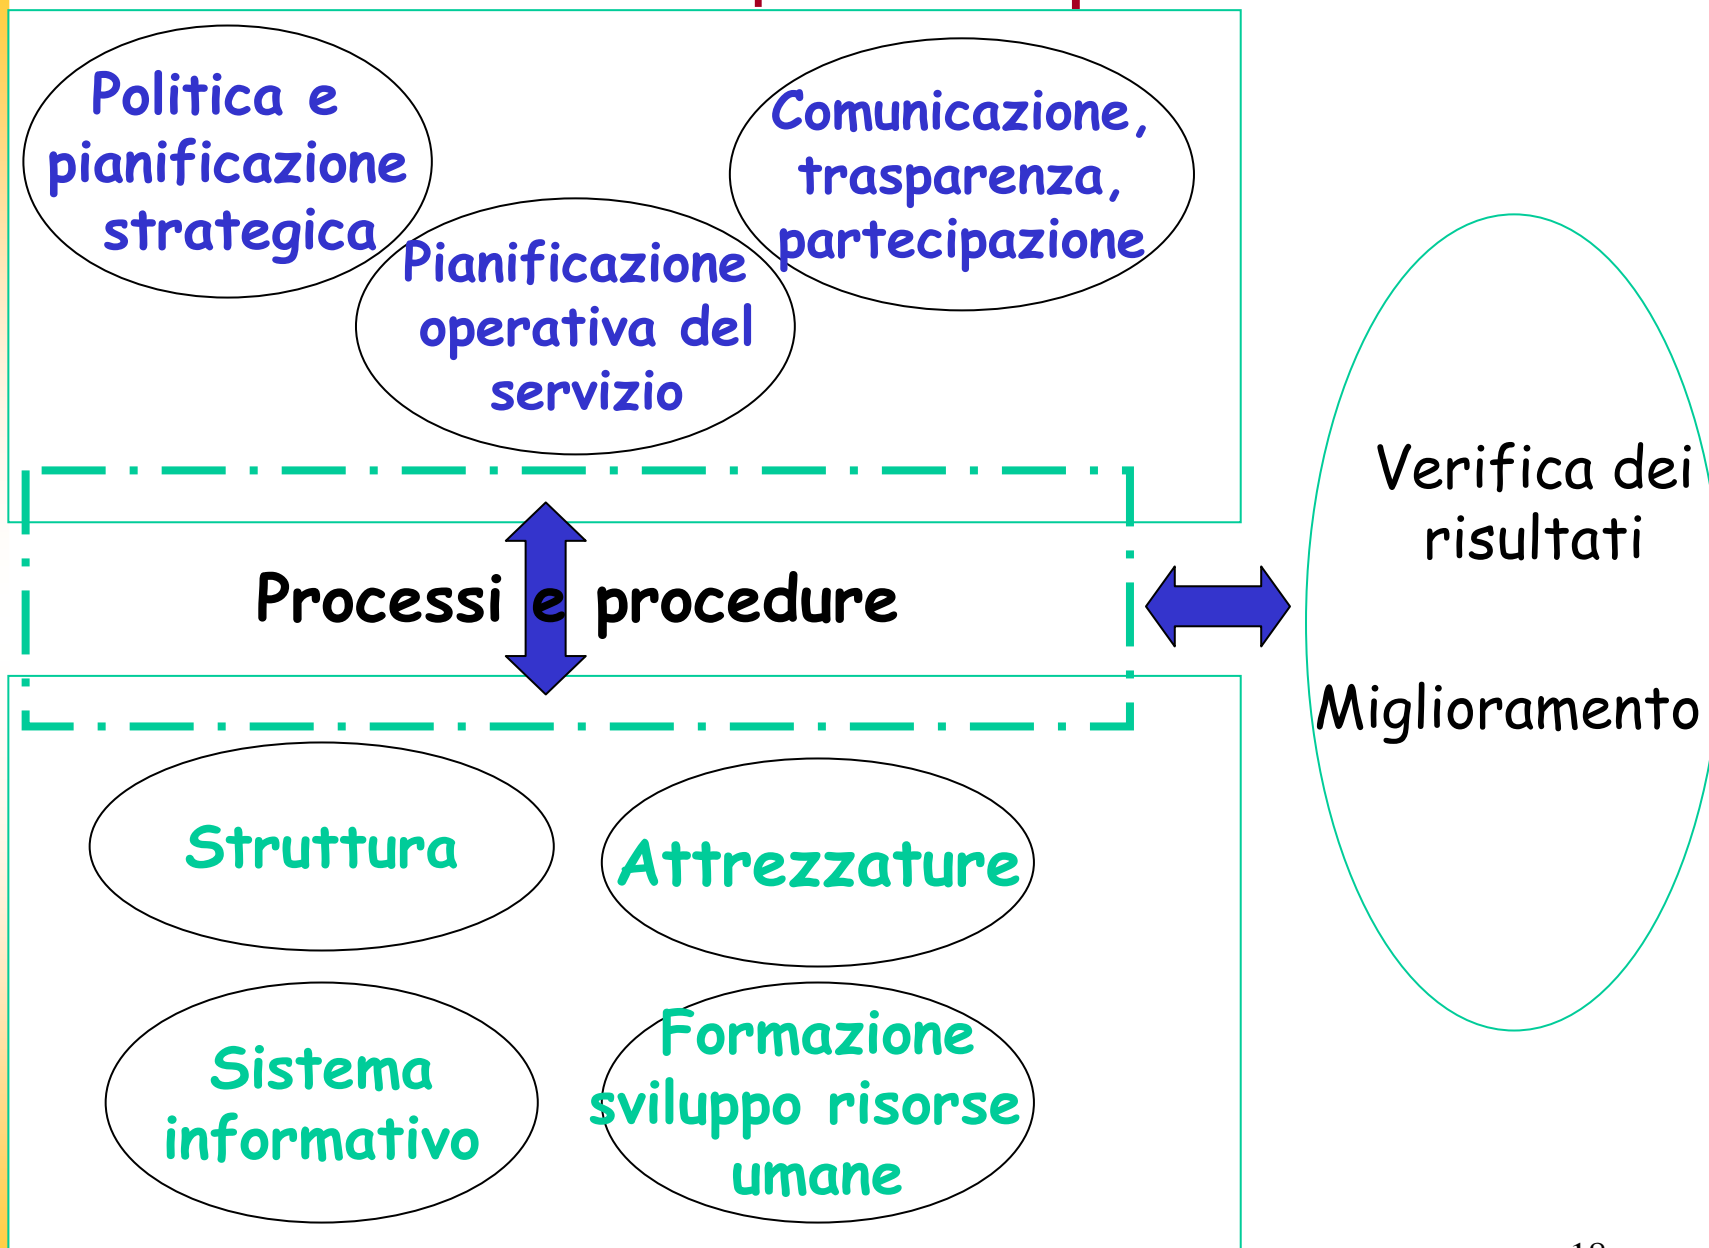 Politica e
pianificazione
strategica
Comunicazione,
trasparenza,
partecipazione
Pianificazione
operativa del
servizio
Processi e procedure
Verifica dei
risultati
Miglioramento
Struttura
Attrezzature
Sistema
informativo
Formazione
sviluppo risorse
umane